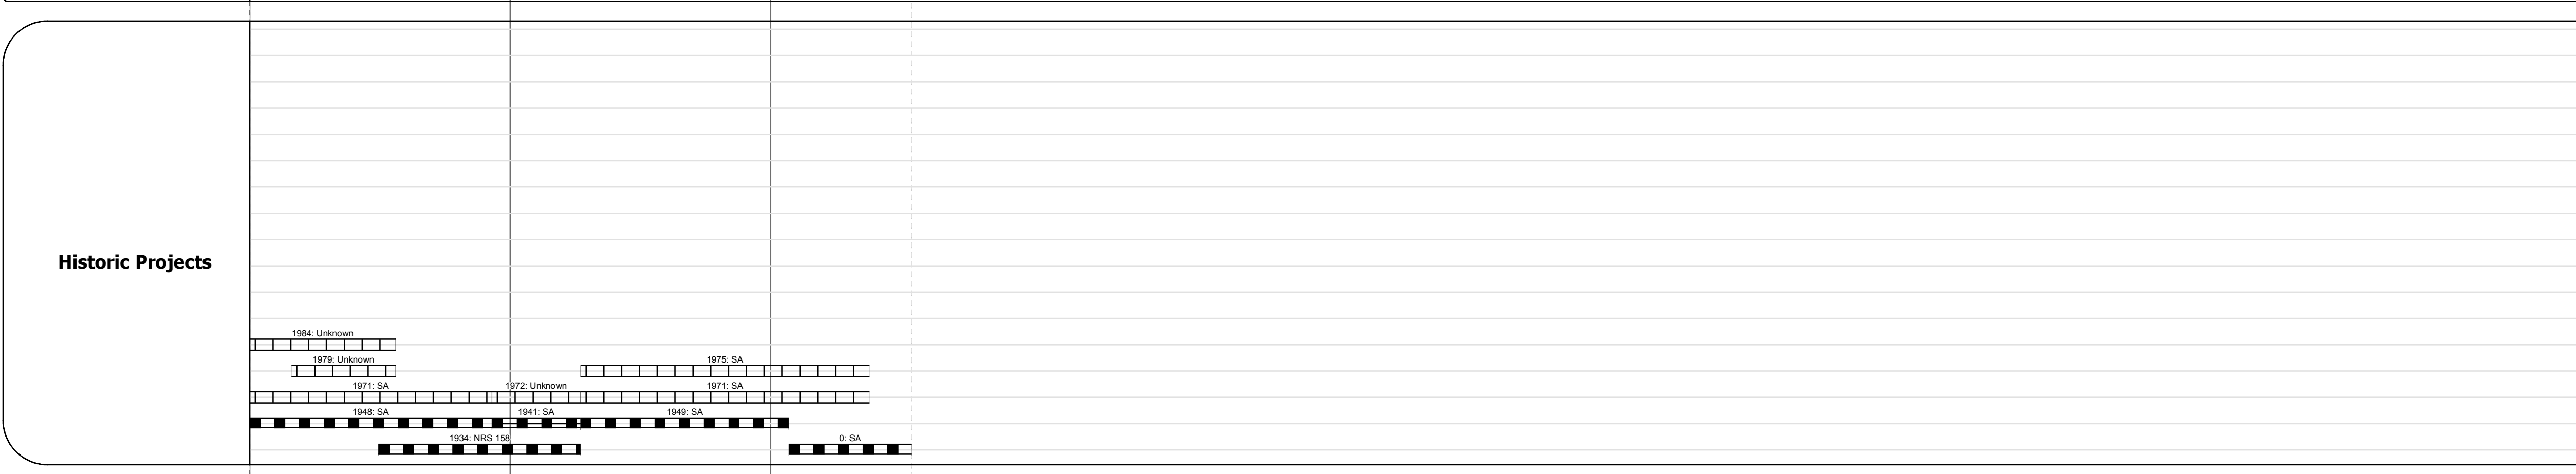 1984: Unknown
1979: Unknown
1975: SA
1971: SA
1972: Unknown
1971: SA
1948: SA
1941: SA
1949: SA
1934: NRS 158
0: SA
Historic Projects